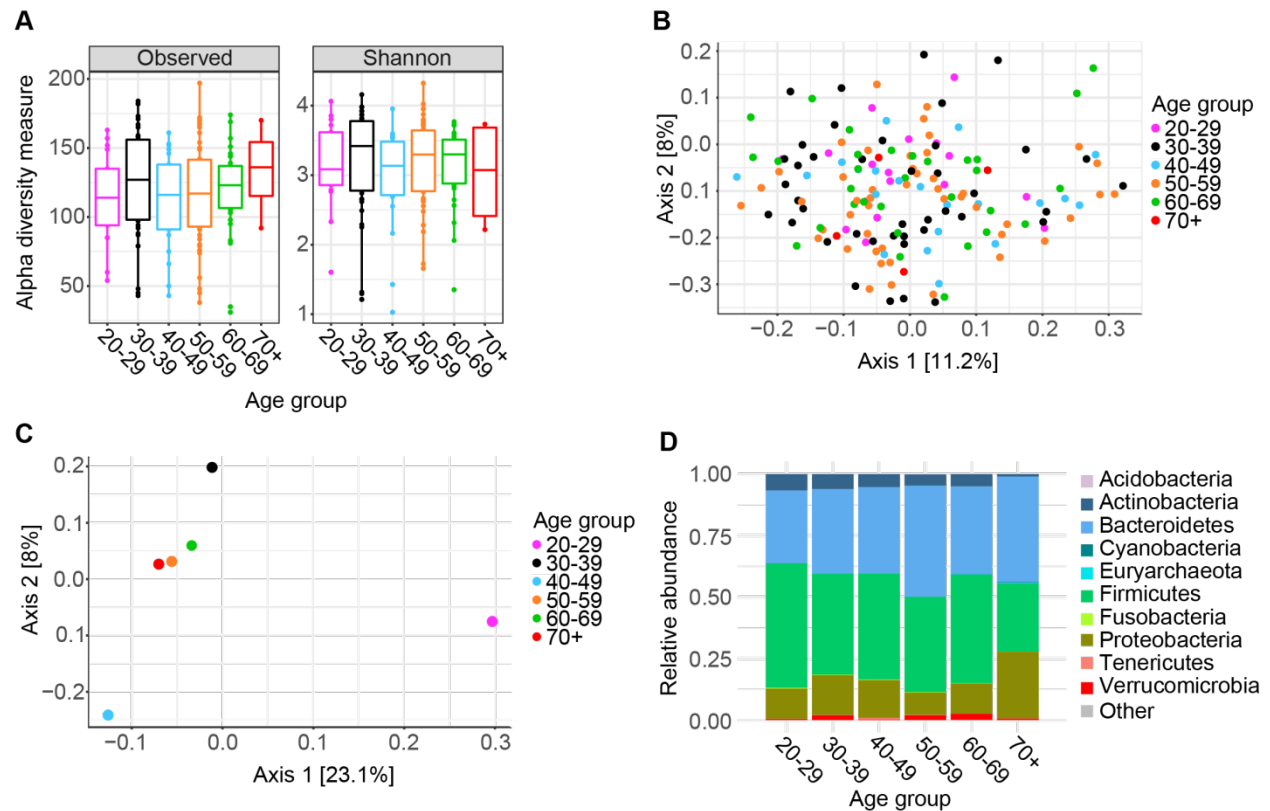 A
Observed
Shannon
Alpha diversity measure
200
150
100
50
4
3
2
1
20-29
30-39
40-49
50-59
60-69
70+
20-29
30-39
40-49
50-59
60-69
70+
Age group
B
Axis 2 [8%]
0.2
0.1
0.0
0.1
−0.2
−0.3
−0.2
−0.1
0.0
0.1
0.2
0.3
Axis 1 [11.2%]
Age group
20-29
30-39
40-49
50-59
60-69
70+
C
Axis 2 [8%]
0.2
0.1
0.0
0.1
−0.2
−0.1
0.0
0.1
0.2
0.3
Axis 1 [23.1%]
Age group
20-29
30-39
40-49
50-59
60-69
70+
D
Relative abundance
1.00
0.75
0.50
0.25
0.00
20-29
30-39
40-49
50-59
60-69
70+
Age group
Acidobacteria
Actinobacteria
Bacteroidetes
Cyanobacteria
Euryarchaeota
Firmicutes
Fusobacteria
Proteobacteria
Tenericutes
Verrucomicrobia
Other